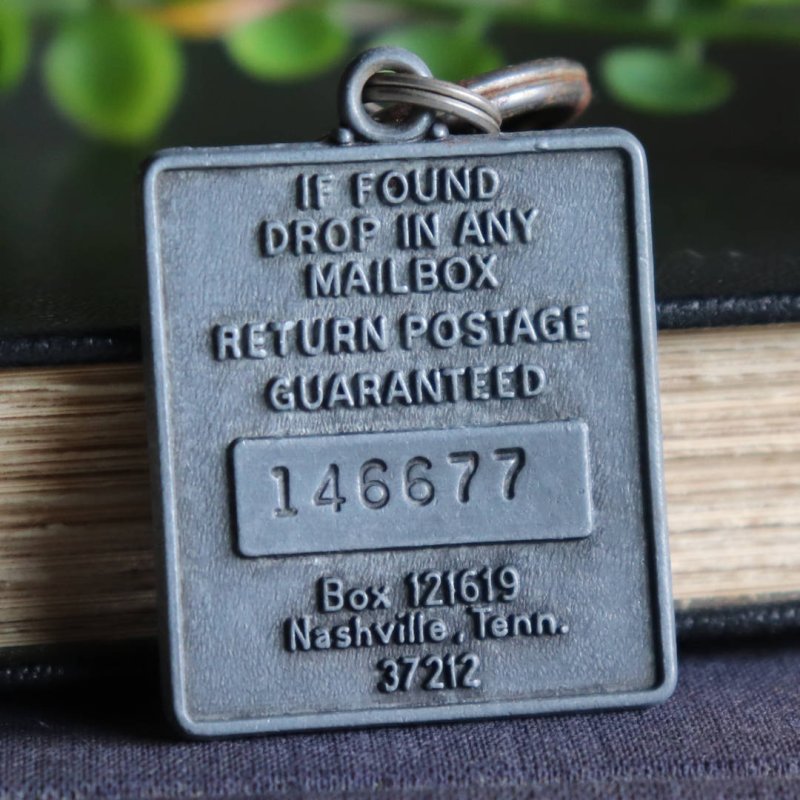 IF FOUND
DROP IN ANY
MAILBOX
RETURN POSTAGE
GUARANTEED
146677
Box 121619
Nashville, Tenn.
37212